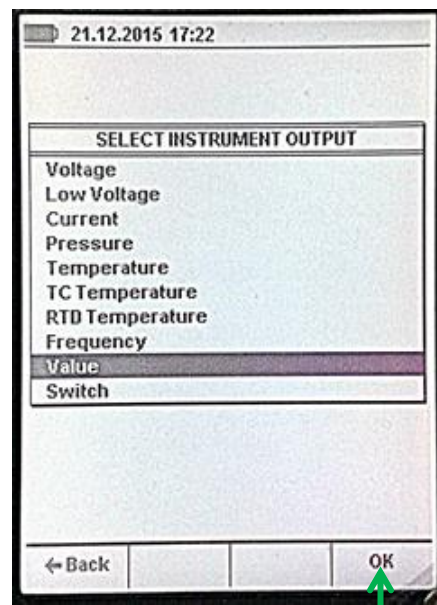 21.12.2015 17:22
SELECT INSTRUMENT OUTPUT
Voltage
Low Voltage
Current
Pressure
Temperature
TC Temperature
RTD Temperature
Frequency
Value
Switch
← Back OK